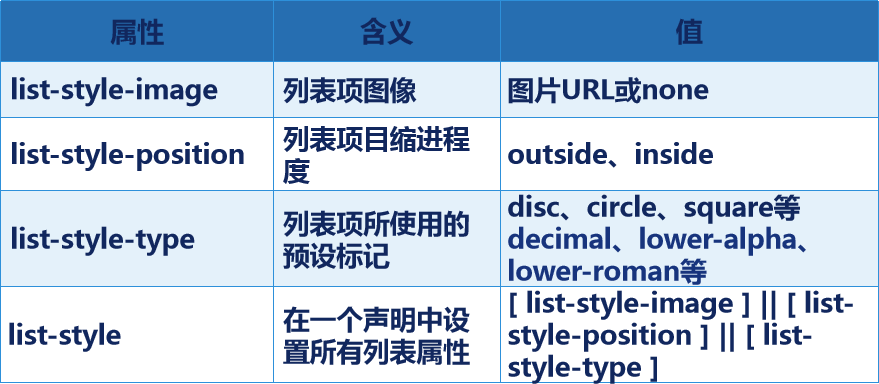 属性
含义
值
list-style-image
列表项图像
图片URL或none
list-style-position
列表项目缩进程
度
outside、inside
list-style-type
列表项所使用的
预设标记
disc、circle、square等
decimal、lower-alpha、
lower-roman等
list-style
在一个声明中设
置所有列表属性
[ list-style-image ] || [ list-
style-position ] || [ list-
style-type ]